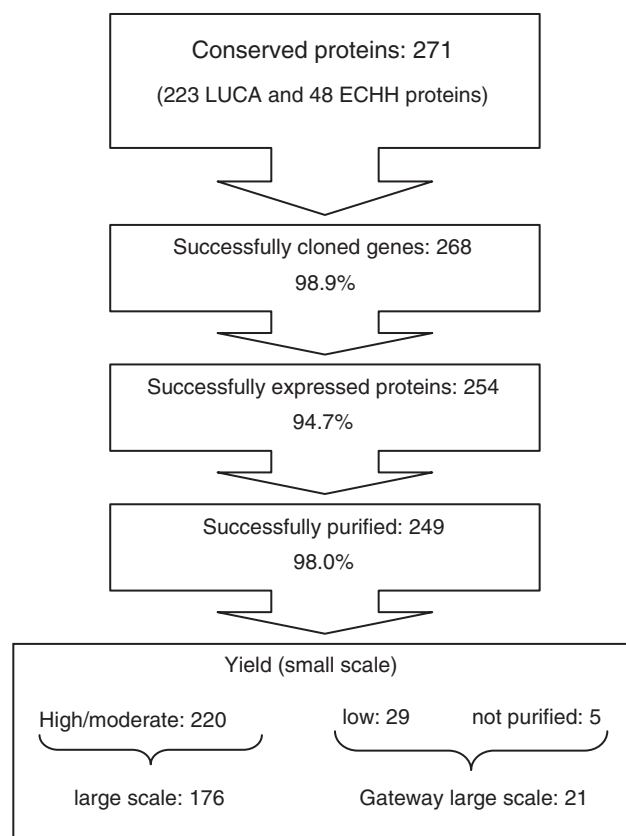 Conserved proteins: 271
(223 LUCA and 48 ECHH proteins)
Successfully cloned genes: 268
98.9%
Successfully expressed proteins: 254
94.7%
Successfully purified: 249
98.0%
Yield (small scale)
High/moderate: 220 low: 29 not purified: 5
large scale: 176 Gateway large scale: 21